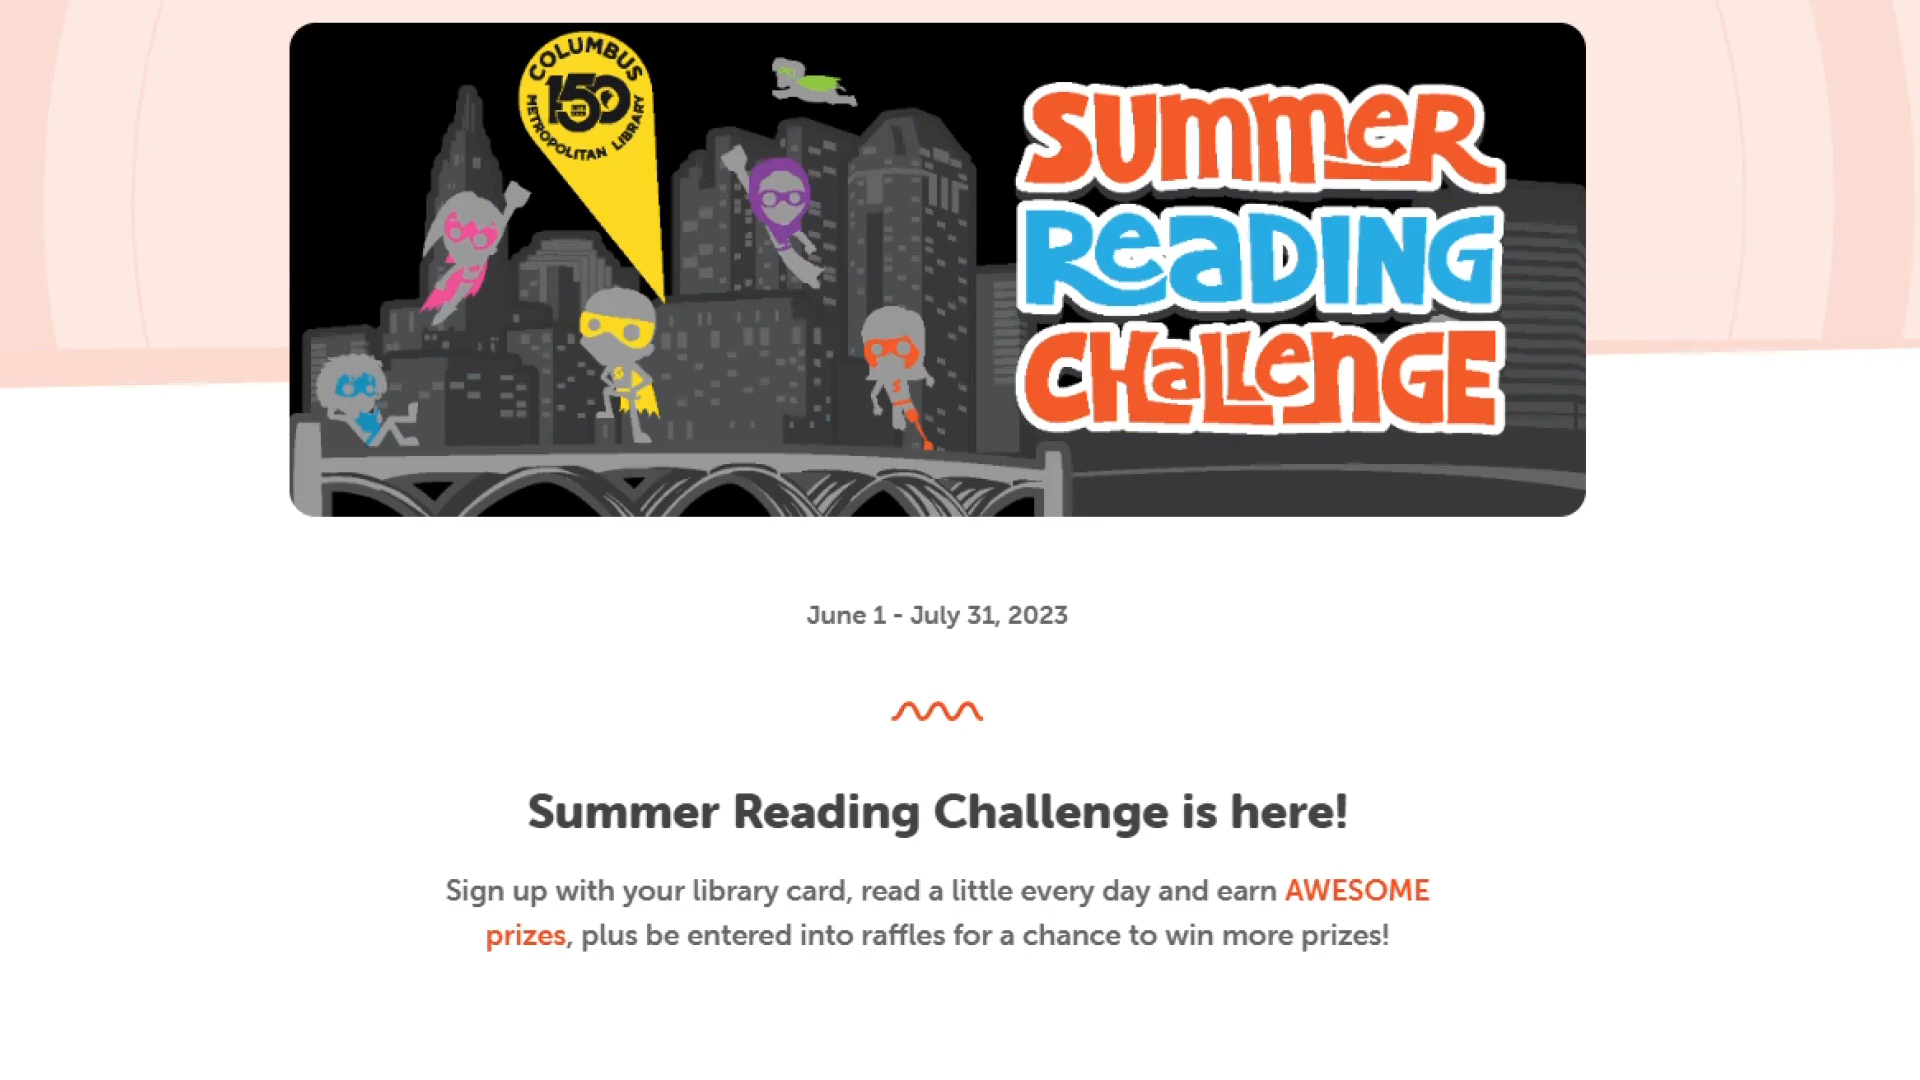 COLUMBUS
150
METROPOLITAN LIBRARY
SUMMER
READING
CHALLENGE
June 1 - July 31, 2023
Summer Reading Challenge is here!
Sign up with your library card, read a little every day and earn AWESOME
prizes, plus be entered into raffles for a chance to win more prizes!